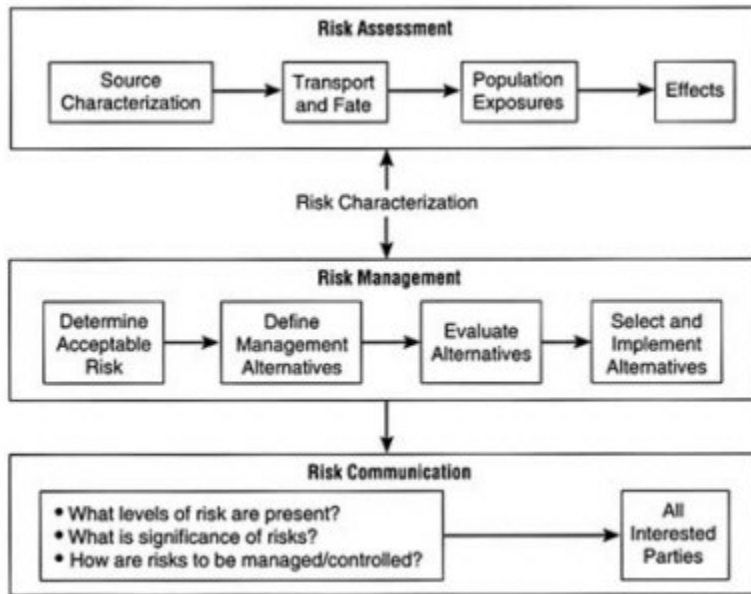 Risk Assessment
Source
Characterization
Transport
and Fate
Population
Exposures
Effects
Risk Characterization
Risk Management
Determine
Acceptable
Risk
Define
Management
Alternatives
Evaluate
Alternatives
Select and
Implement
Alternatives
Risk Communication
• What levels of risk are present?
• What is significance of risks?
• How are risks to be managed/controlled?
All
Interested
Parties